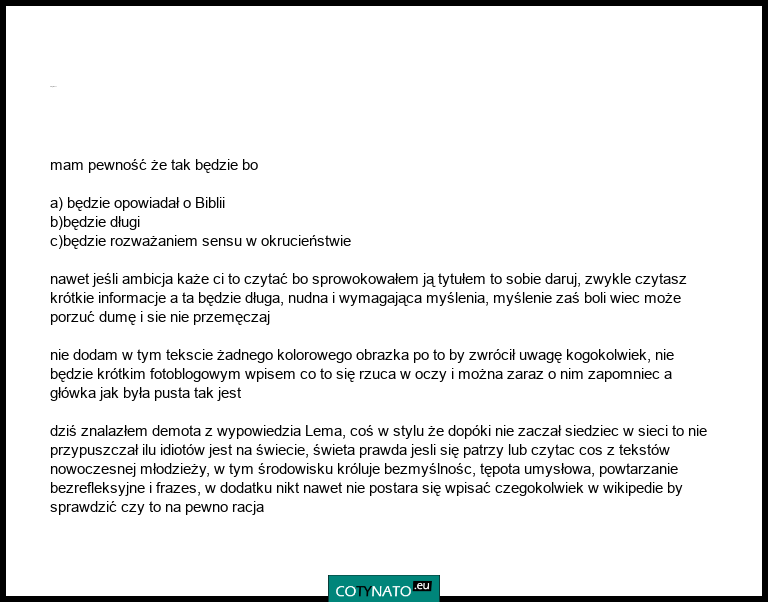 mam pewność że tak będzie bo
a) będzie opowiadał o Biblii
b)będzie długi
c)będzie rozważaniem sensu w okrucieństwie
nawet jeśli ambicja każe ci to czytać bo sprowokowałem ją tytułem to sobie daruj, zwykle czytasz
krótkie informacje a ta będzie długa, nudna i wymagająca myślenia, myślenie zaś boli wiec może
porzuć dumę i sie nie przemęczaj
nie dodam w tym tekscie żadnego kolorowego obrazka po to by zwrócił uwagę kogokolwiek, nie
będzie krótkim fotoblogowym wpisem co to się rzuca w oczy i można zaraz o nim zapomniec a
główka jak była pusta tak jest
dziś znalazłem demota z wypowiedzia Lema, coś w stylu że dopóki nie zaczał siedziec w sieci to nie
przypuszczał ilu idiotów jest na świecie, świeta prawda jesli się patrzy lub czytac cos z tekstów
nowoczesnej młodzieży, w tym środowisku króluje bezmyślnośc, tępota umysłowa, powtarzanie
bezrefleksyjne i frazes, w dodatku nikt nawet nie postara się wpisać czegokolwiek w wikipedie by
sprawdzić czy to na pewno racja
COTYNATO.eu